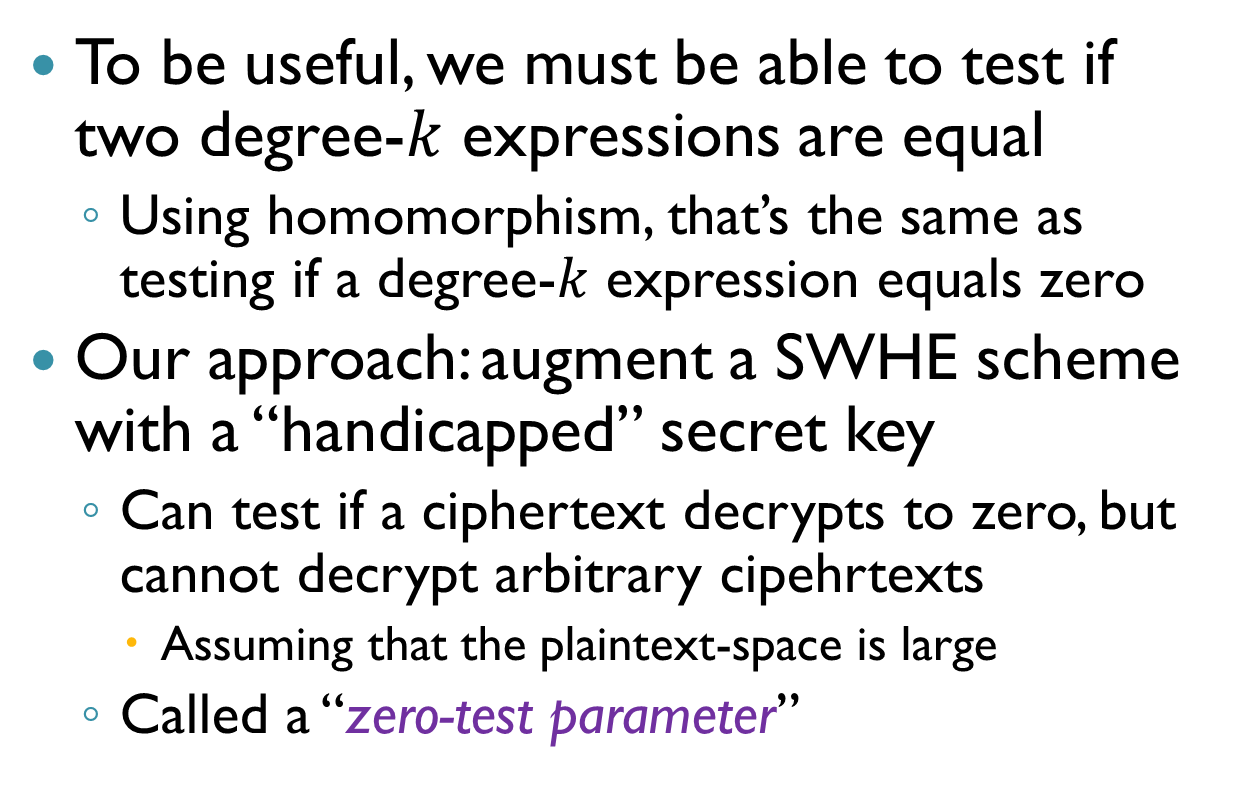 • To be useful, we must be able to test if
two degree-k expressions are equal
◦ Using homomorphism, that’s the same as
testing if a degree-k expression equals zero
• Our approach: augment a SWHE scheme
with a “handicapped” secret key
◦ Can test if a ciphertext decrypts to zero, but
cannot decrypt arbitrary cipehrtexts
• Assuming that the plaintext-space is large
◦ Called a “zero-test parameter”